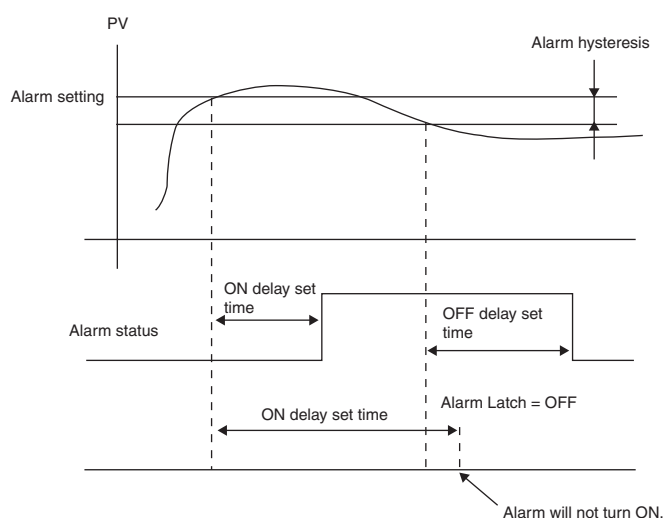 PV
Alarm hysteresis
Alarm setting
ON delay set
time
OFF delay set
time
Alarm status
Alarm Latch = OFF
ON delay set time
Alarm will not turn ON.